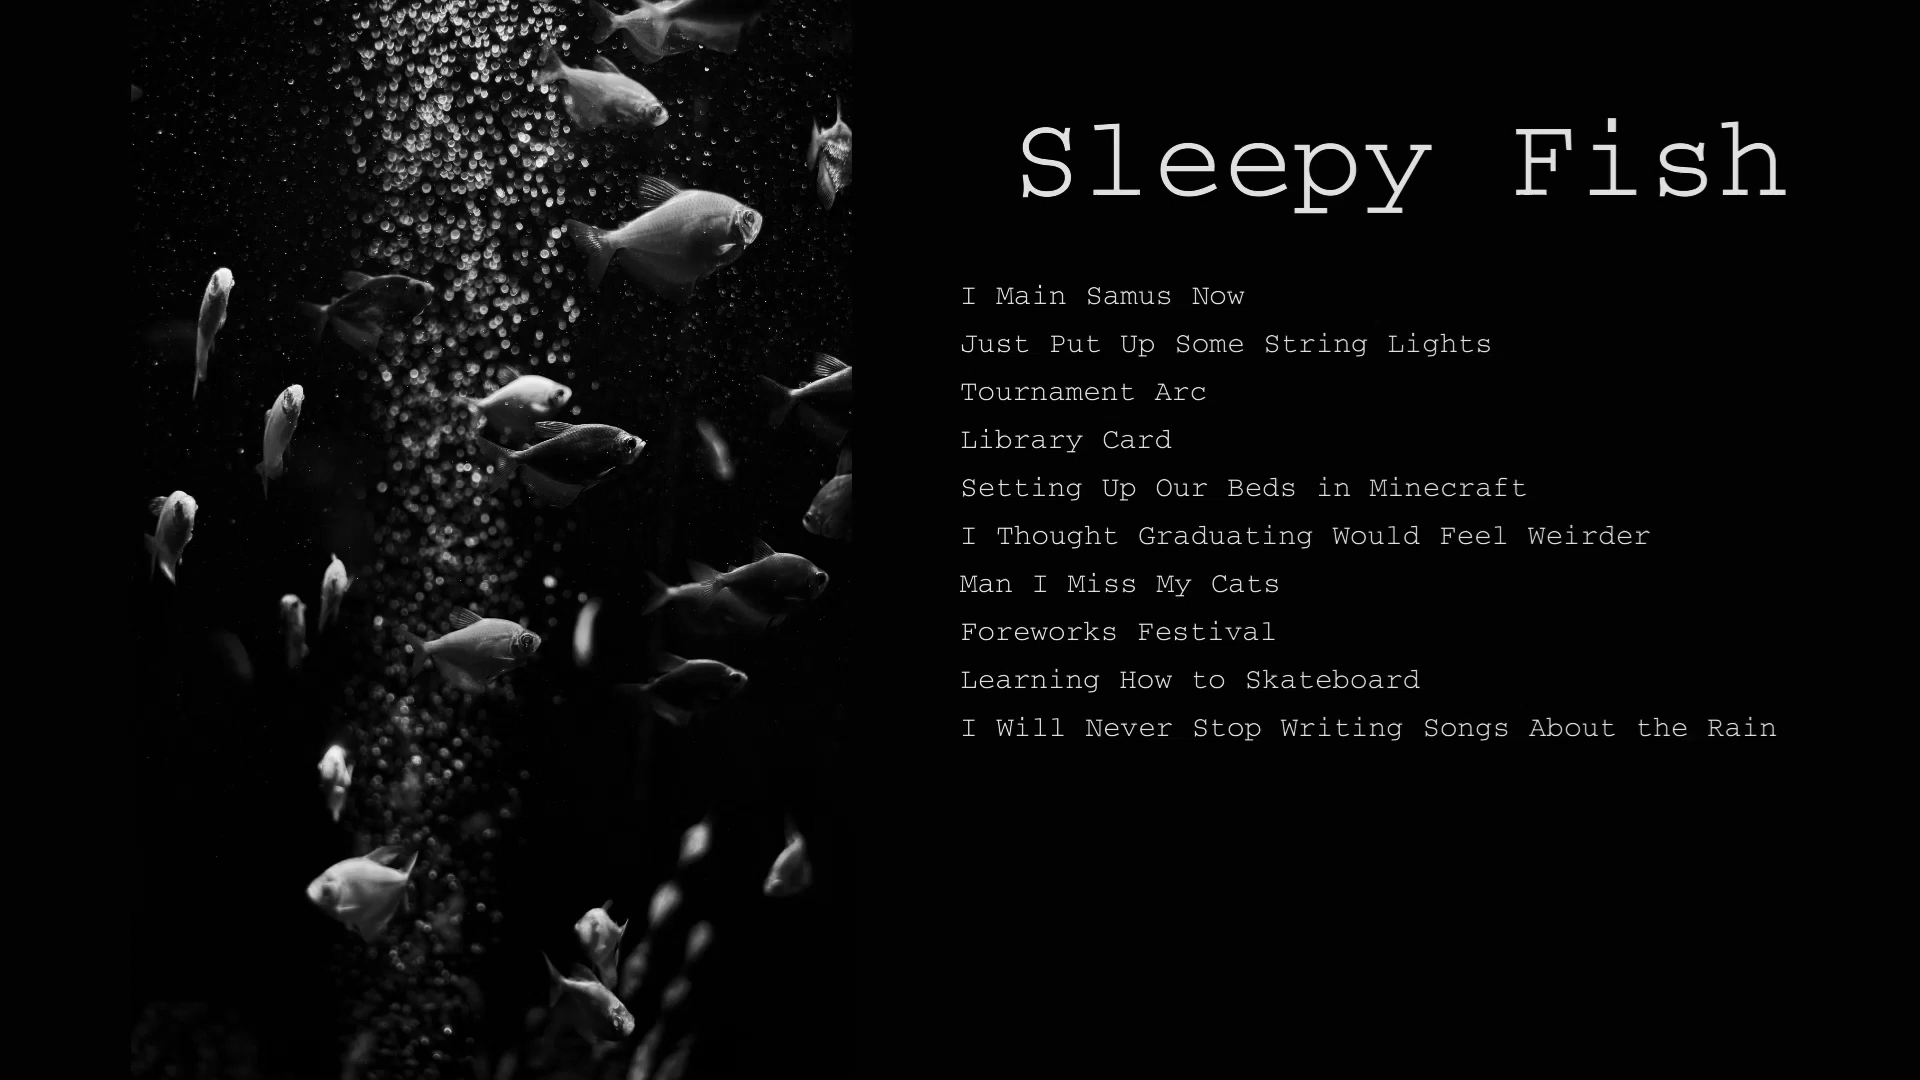 Sleepy Fish
I Main Samus Now
Just Put Up Some String Lights
Tournament Arc
Library Card
Setting Up Our Beds in Minecraft
I Thought Graduating Would Feel Weirder
Man I Miss My Cats
Foreworks Festival
Learning How to Skateboard
I Will Never Stop Writing Songs About the Rain